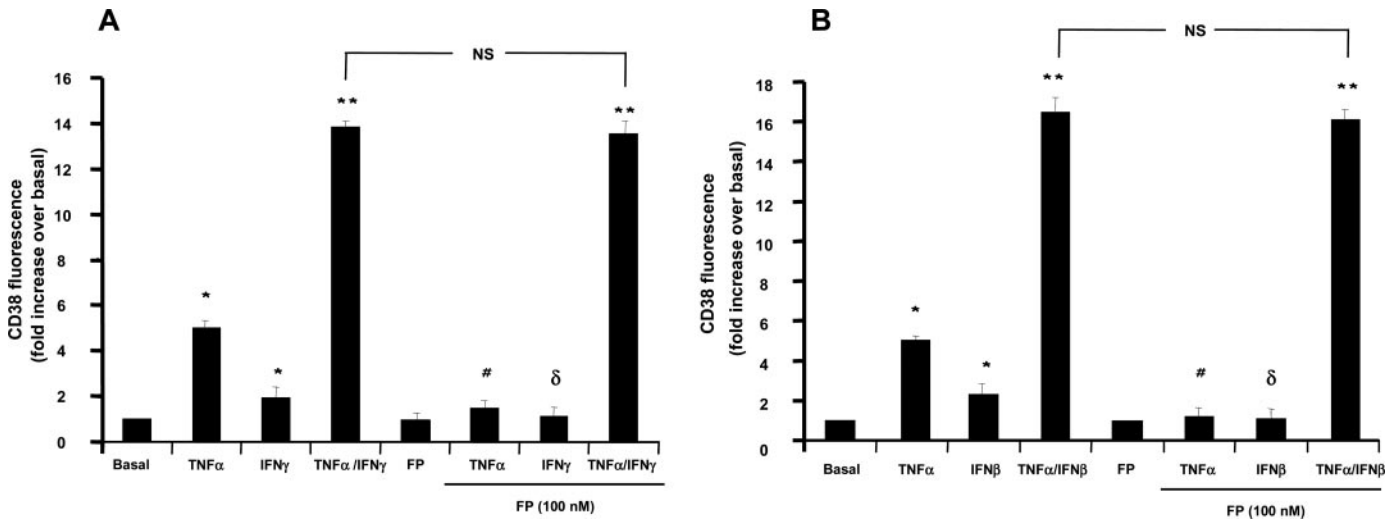 A
NS
CD38 fluorescence
(fold increase over basal)
16
14
12
10
8
6
4
2
0
**
**
*
*
#
δ
Basal TNFα IFNγ TNFα/IFNγ FP TNFα IFNγ TNFα/IFNγ
FP (100 nM)
B
NS
CD38 fluorescence
(fold increase over basal)
18
16
14
12
10
8
6
4
2
0
**
**
*
*
#
δ
Basal TNFα IFNβ TNFα/IFNβ FP TNFα IFNβ TNFα/IFNβ
FP (100 nM)